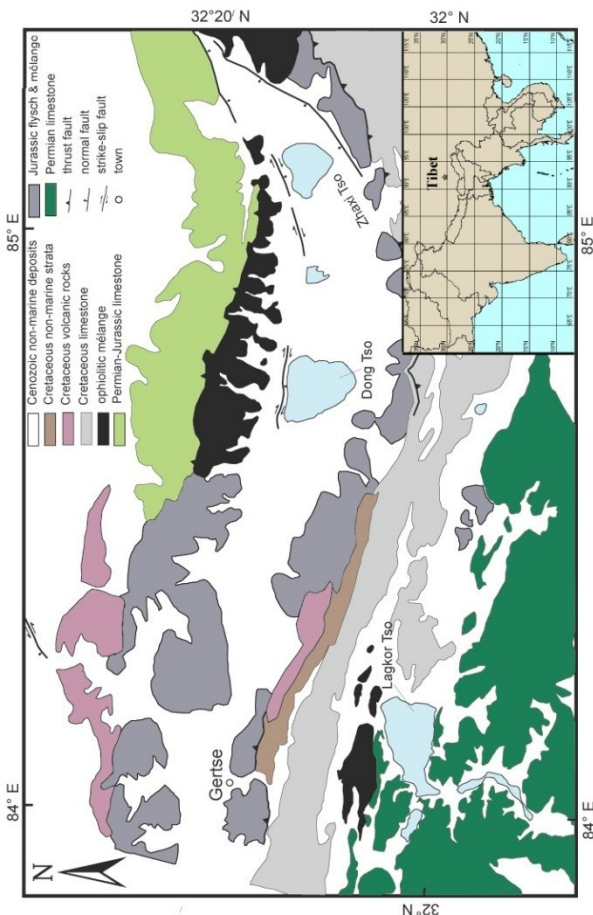 84° E
85° E
32°20' N
32° N
N
Cenozoic non-marine deposits
Cretaceous non-marine strata
Cretaceous volcanic rocks
Cretaceous limestone
ophiolitic mélange
Permian-Jurassic limestone
Jurassic flysch & mélange
Permian limestone
thrust fault
normal fault
strike-slip fault
town
Gertse
Zhaxi Tso
Dong Tso
Lagkor Tso
Tibet
32° N
84° E
85° E